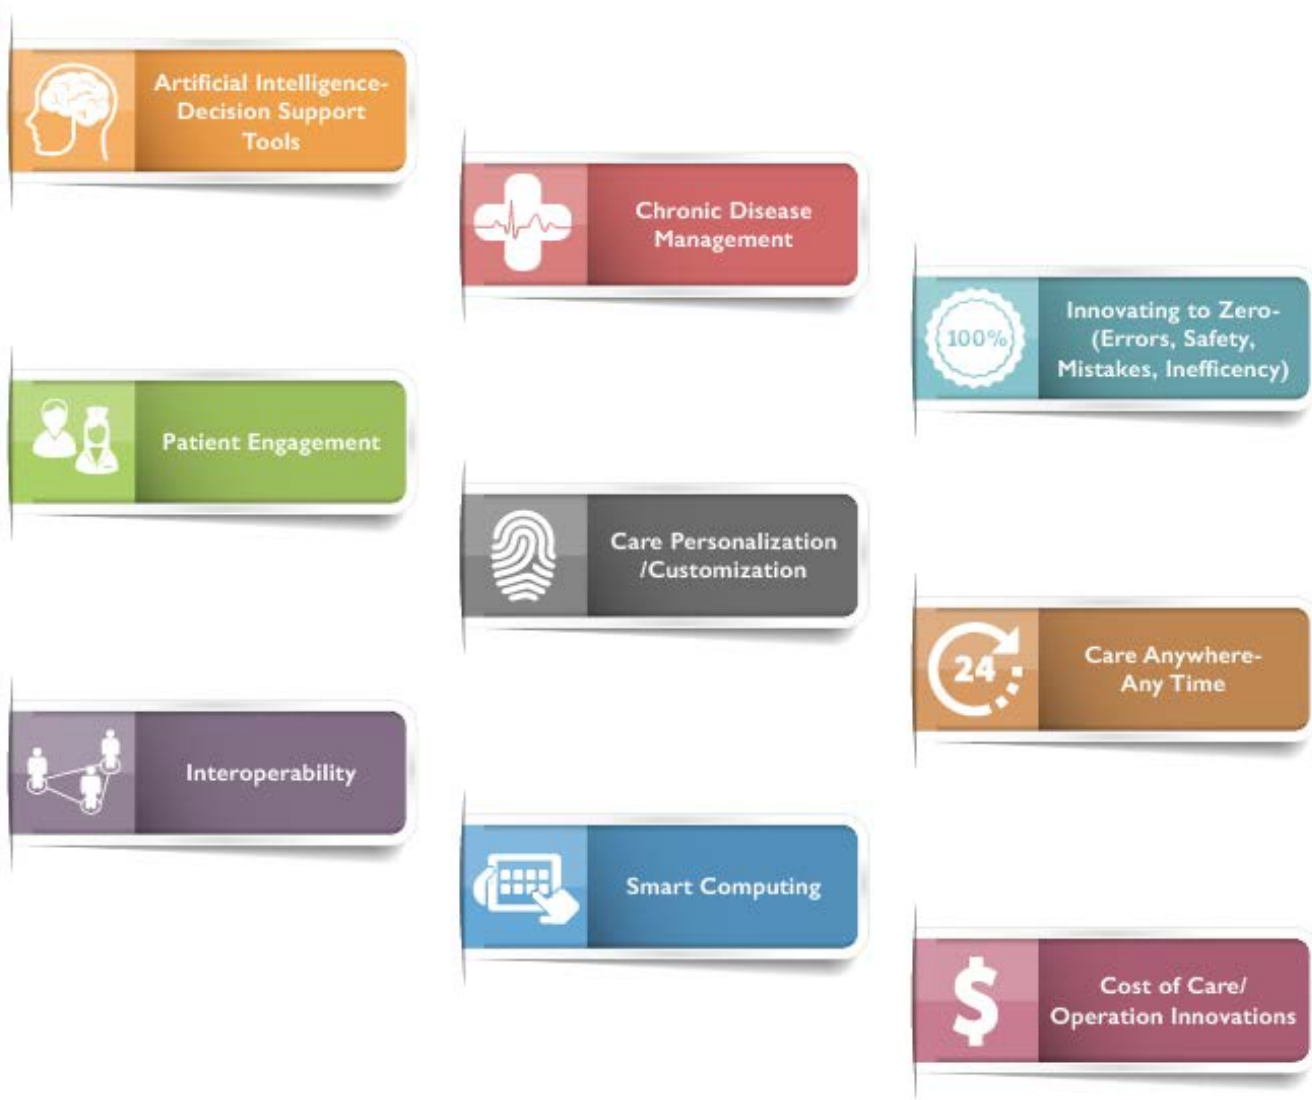 Artificial Intelligence-
Decision Support
Tools
Chronic Disease
Management
100%
Innovating to Zero-
(Errors, Safety,
Mistakes, Inefficency)
Patient Engagement
Care Personalization
/Customization
24
Care Anywhere-
Any Time
Interoperability
Smart Computing
$
Cost of Care/
Operation Innovations